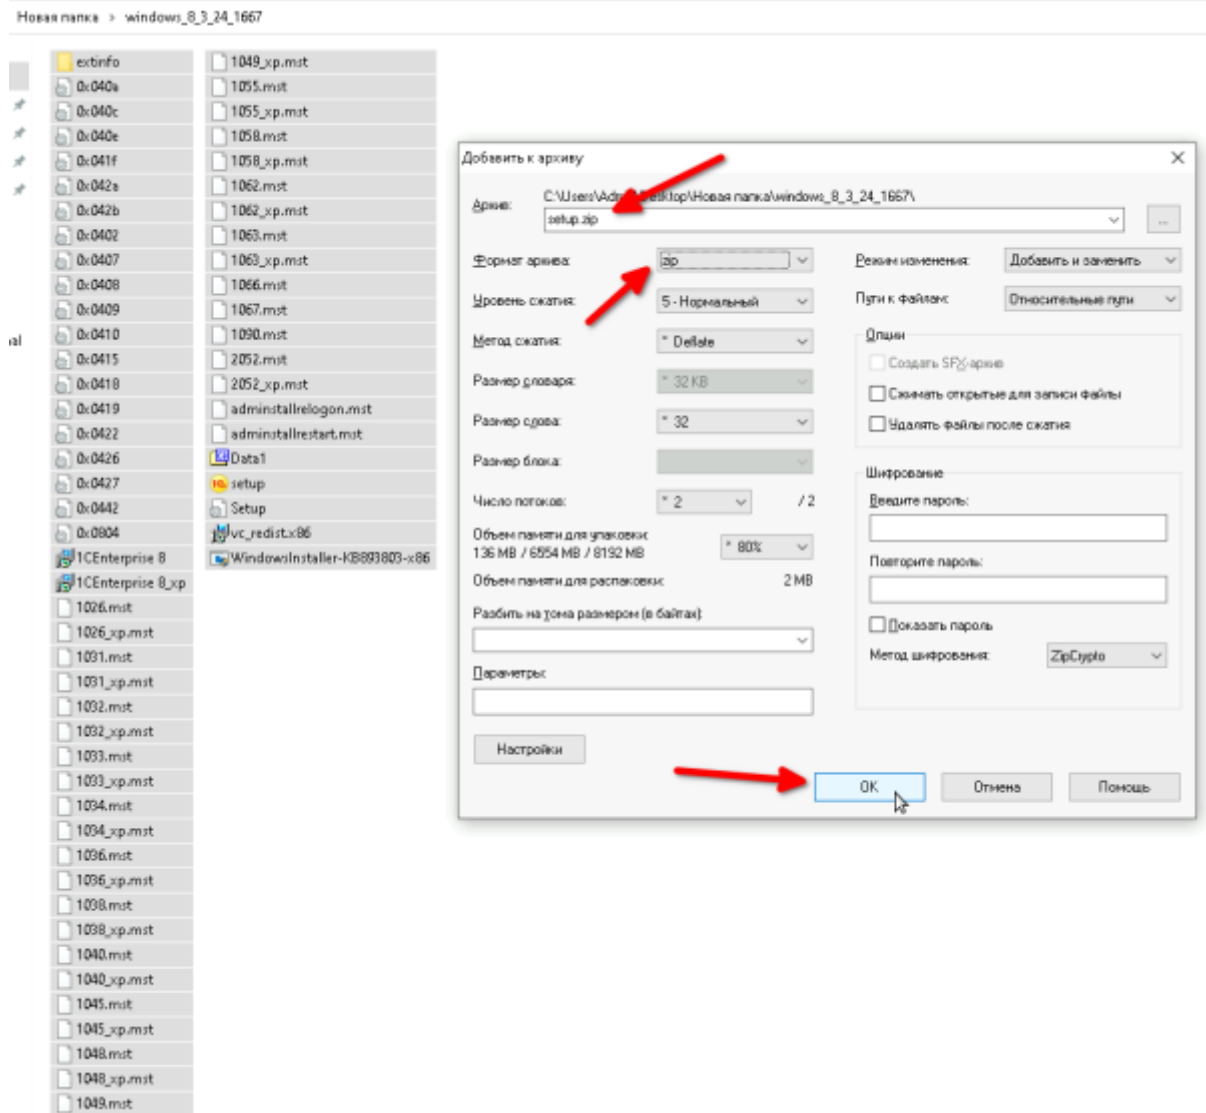 Новая папка > windows_8_3_24_1667
extinfo
0x040a
0x040c
0x040e
0x041f
0x042a
0x042b
0x0402
0x0407
0x0408
0x0409
0x0410
0x0415
0x0418
0x0419
0x0422
0x0426
0x0427
0x0442
0x0804
1CEnterprise 8
1CEnterprise 8_xp
1026.mst
1026_xp.mst
1031.mst
1031_xp.mst
1032.mst
1032_xp.mst
1033.mst
1033_xp.mst
1034.mst
1034_xp.mst
1036.mst
1036_xp.mst
1038.mst
1038_xp.mst
1040.mst
1040_xp.mst
1045.mst
1045_xp.mst
1048.mst
1048_xp.mst
1049.mst
1049_xp.mst
1055.mst
1055_xp.mst
1058.mst
1058_xp.mst
1062.mst
1062_xp.mst
1063.mst
1063_xp.mst
1066.mst
1067.mst
1090.mst
2052.mst
2052_xp.mst
adminstallrelogon.mst
adminstallrestart.mst
Data1
setup
Setup
vc_redist.x86
WindowsInstaller-KB893803-x86
Добавить к архиву
Архив:
C:\Users\Adm Desktop\Новая папка\windows_8_3_24_1667\
setup.zip
...
Формат архива: zip
Уровень сжатия: 5 - Нормальный
Метод сжатия: * Deflate
Размер словаря: * 32 KB
Размер слова: * 32
Размер блока:
Число потоков: * 2 / 2
Объем памяти для упаковки:
136 MB / 6554 MB / 8192 MB * 80%
Объем памяти для распаковки: 2 MB
Разбить на тома размером (в байтах):
Параметры:
Настройки
Режим изменения: Добавить и заменить
Пути к файлам: Относительные пути
Опции
Создать SFX-архив
Сжимать открытые для записи файлы
Удалять файлы после сжатия
Шифрование
Введите пароль:
Повторите пароль:
Показать пароль
Метод шифрования: ZipCrypto
OK Отмена Помощь